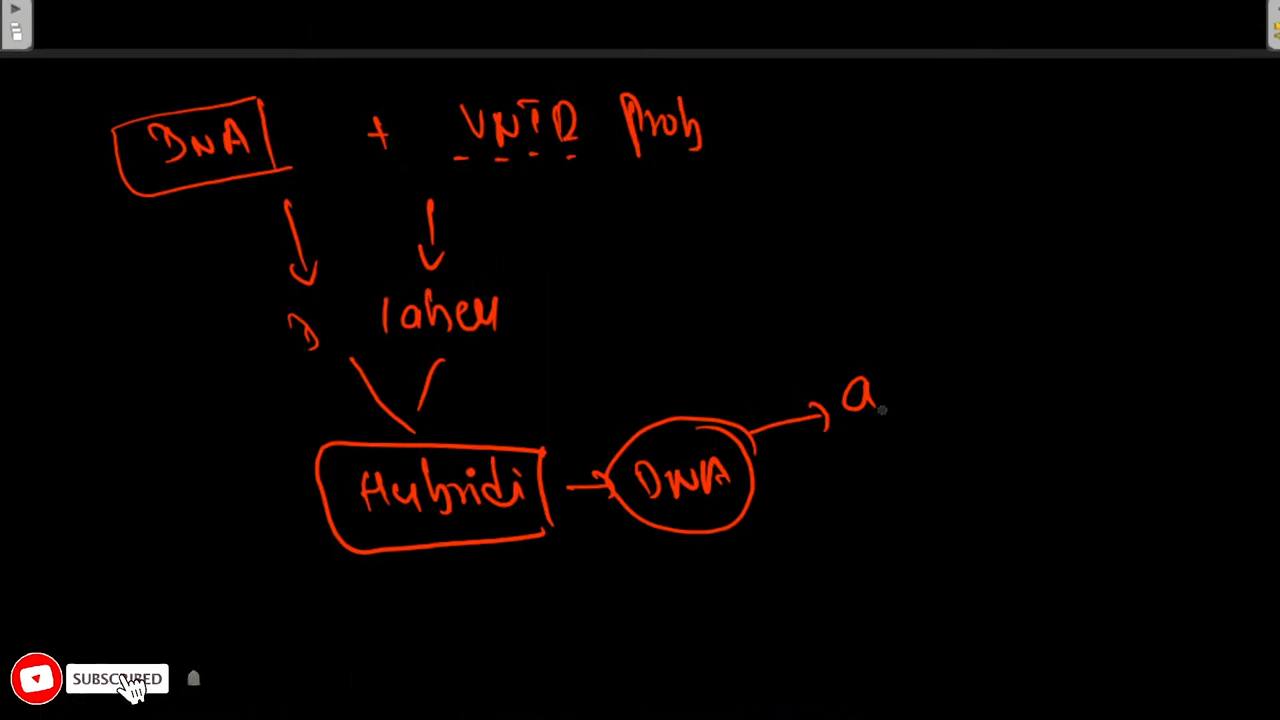 DNA + VNTR Prob
label
Hybridi → DNA → a
SUBSCRIBED